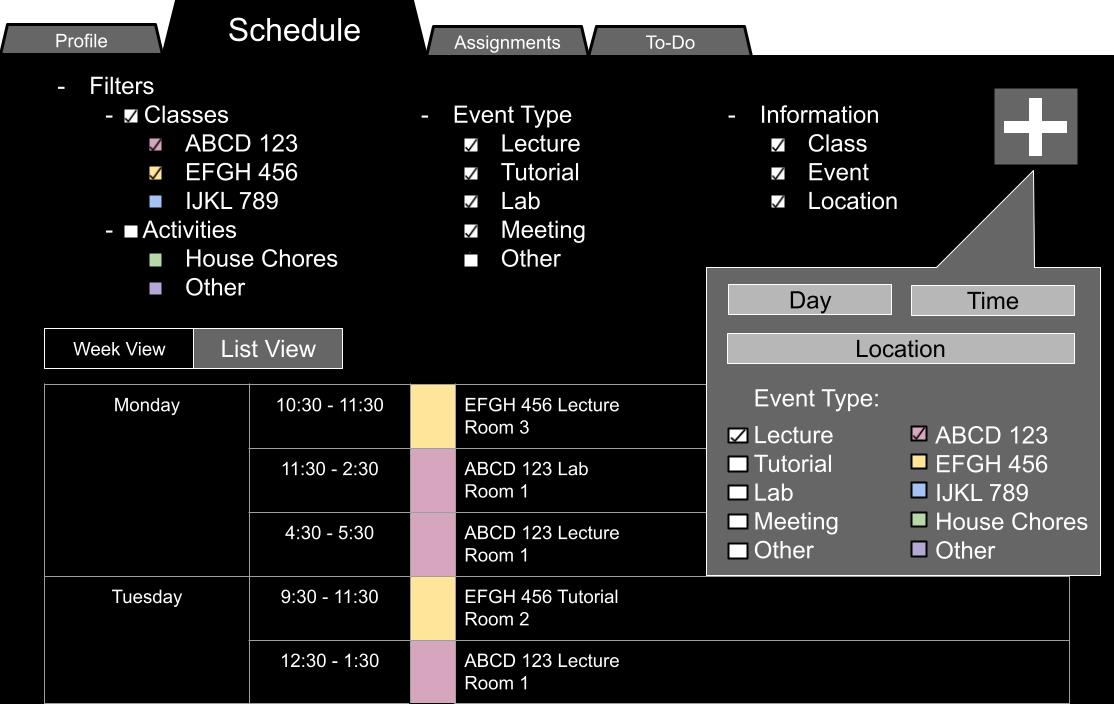 Profile
Schedule
Assignments
To-Do
- Filters
- Classes
ABCD 123
EFGH 456
IJKL 789
- Activities
House Chores
Other
- Event Type
Lecture
Tutorial
Lab
Meeting
Other
- Information
Class
Event
Location
Day
Time
Location
Event Type:
Lecture
Tutorial
Lab
Meeting
Other
ABCD 123
EFGH 456
IJKL 789
House Chores
Other
Week View
List View
Monday
10:30 - 11:30
EFGH 456 Lecture
Room 3
11:30 - 2:30
ABCD 123 Lab
Room 1
4:30 - 5:30
ABCD 123 Lecture
Room 1
Tuesday
9:30 - 11:30
EFGH 456 Tutorial
Room 2
12:30 - 1:30
ABCD 123 Lecture
Room 1